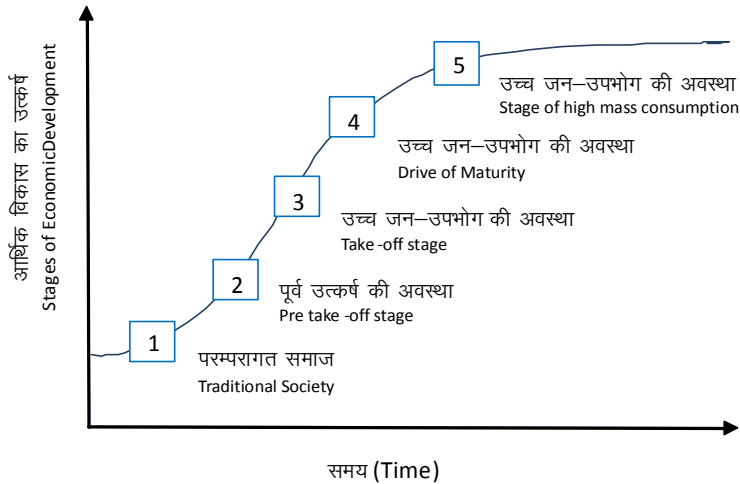 आर्थिक विकास का उत्कर्ष
Stages of EconomicDevelopment
5
उच्च जन–उपभोग की अवस्था
Stage of high mass consumption
4
उच्च जन–उपभोग की अवस्था
Drive of Maturity
3
उच्च जन–उपभोग की अवस्था
Take -off stage
2
पूर्व उत्कर्ष की अवस्था
Pre take -off stage
1
परम्परागत समाज
Traditional Society
समय (Time)